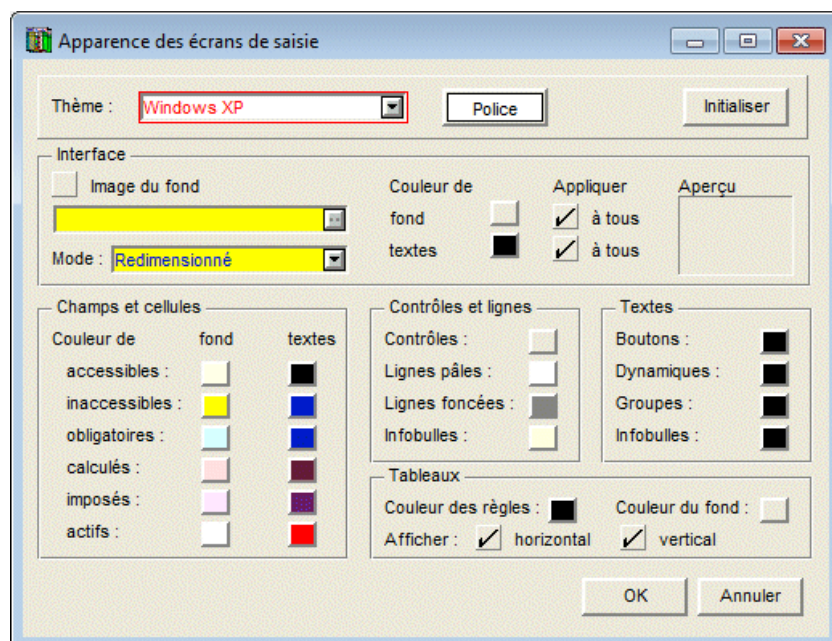 Apparence des écrans de saisie
Thème : Windows XP Police Initialiser
Interface
Image du fond Couleur de Appliquer Aperçu
fond à tous
Mode : Redimensionné textes à tous
Champs et cellules
Couleur de fond textes
accessibles :
inaccessibles :
obligatoires :
calculés :
imposés :
actifs :
Contrôles et lignes
Contrôles :
Lignes pâles :
Lignes foncées :
Infobulles :
Textes
Boutons :
Dynamiques :
Groupes :
Infobulles :
Tableaux
Couleur des règles : Couleur du fond :
Afficher : horizontal vertical
OK Annuler